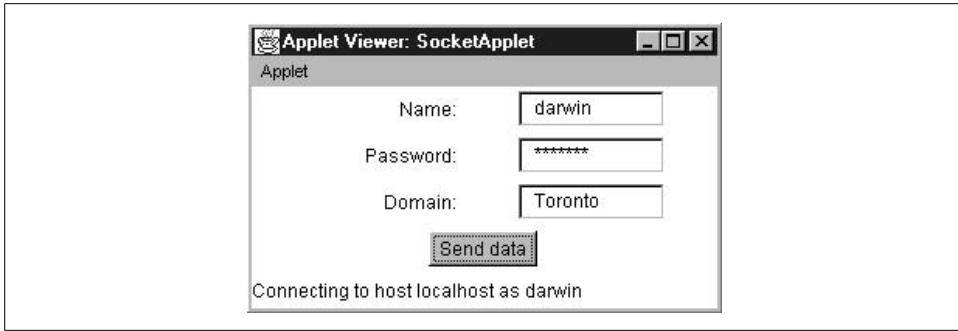 Applet Viewer: SocketApplet
Applet
Name: darwin
Password: *******
Domain: Toronto
Send data
Connecting to host localhost as darwin